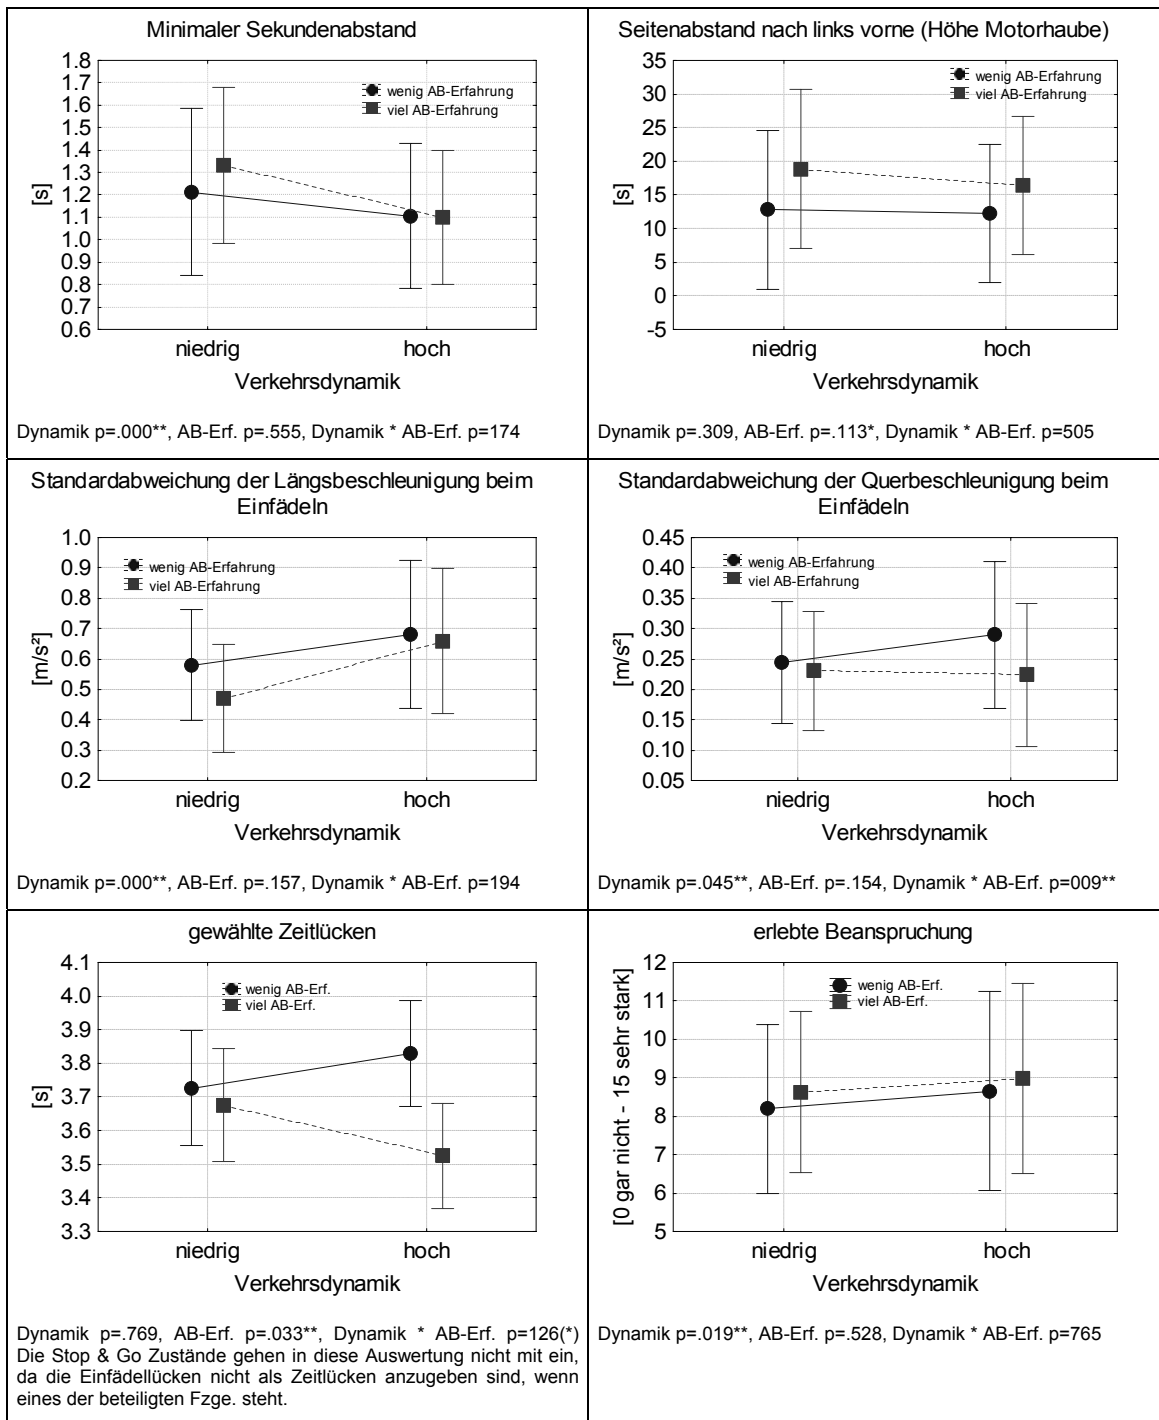 Minimaler Sekundenabstand
1.8
1.7
1.6
1.5
1.4
1.3
1.2
1.1
1.0
0.9
0.8
0.7
0.6
[s]
wenig AB-Erfahrung
viel AB-Erfahrung
niedrig hoch
Verkehrsdynamik
Dynamik p=.000**, AB-Erf. p=.555, Dynamik * AB-Erf. p=174
Seitenabstand nach links vorne (Höhe Motorhaube)
35
30
25
20
15
10
5
0
-5
[s]
wenig AB-Erfahrung
viel AB-Erfahrung
niedrig hoch
Verkehrsdynamik
Dynamik p=.309, AB-Erf. p=.113*, Dynamik * AB-Erf. p=505
Standardabweichung der Längsbeschleunigung beim
Einfädeln
1.0
0.9
0.8
0.7
0.6
0.5
0.4
0.3
0.2
[m/s²]
wenig AB-Erfahrung
viel AB-Erfahrung
niedrig hoch
Verkehrsdynamik
Dynamik p=.000**, AB-Erf. p=.157, Dynamik * AB-Erf. p=194
Standardabweichung der Querbeschleunigung beim
Einfädeln
0.45
0.40
0.35
0.30
0.25
0.20
0.15
0.10
0.05
[m/s²]
wenig AB-Erfahrung
viel AB-Erfahrung
niedrig hoch
Verkehrsdynamik
Dynamik p=.045**, AB-Erf. p=.154, Dynamik * AB-Erf. p=009**
gewählte Zeitlücken
4.1
4.0
3.9
3.8
3.7
3.6
3.5
3.4
3.3
[s]
wenig AB-Erf.
viel AB-Erf.
niedrig hoch
Verkehrsdynamik
Dynamik p=.769, AB-Erf. p=.033**, Dynamik * AB-Erf. p=126(*)
Die Stop & Go Zustände gehen in diese Auswertung nicht mit ein,
da die Einfädellücken nicht als Zeitlücken anzugeben sind, wenn
eines der beteiligten Fzge. steht.
erlebte Beanspruchung
12
11
10
9
8
7
6
5
[0 gar nicht - 15 sehr stark]
wenig AB-Erf.
viel AB-Erf.
niedrig hoch
Verkehrsdynamik
Dynamik p=.019**, AB-Erf. p=.528, Dynamik * AB-Erf. p=765